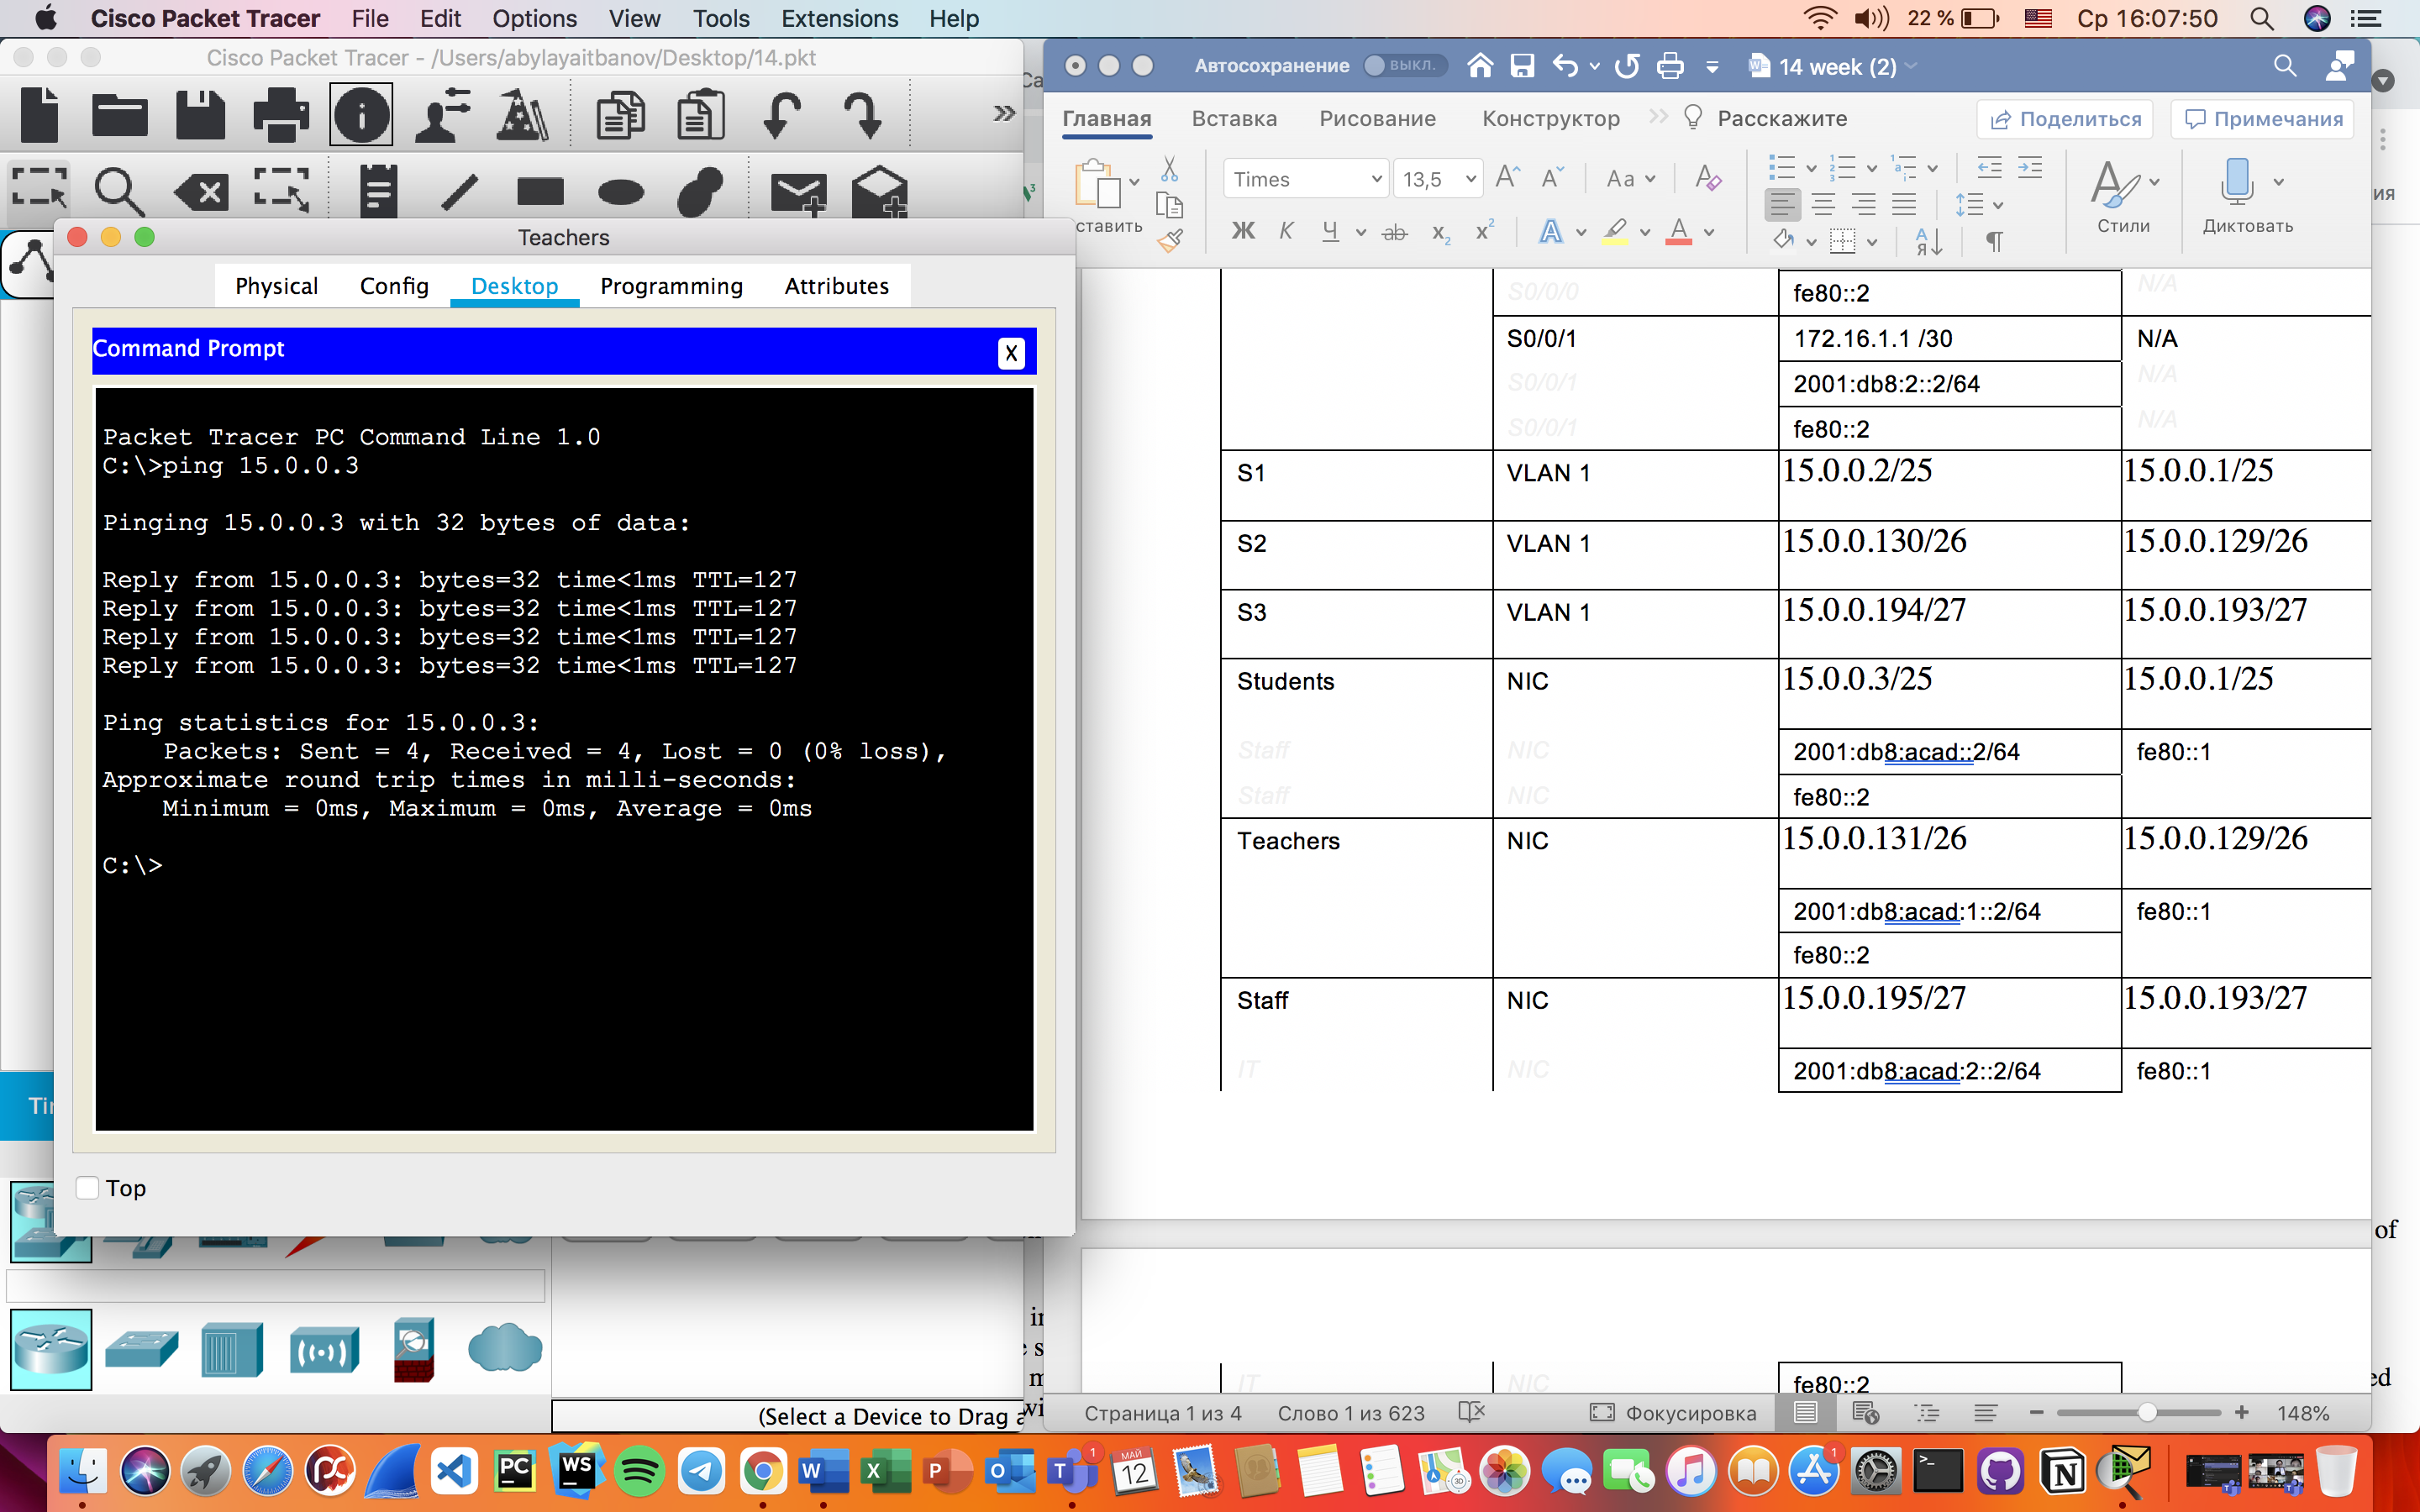 Cisco Packet Tracer File Edit Options View Tools Extensions Help
22 % Ср 16:07:50
Cisco Packet Tracer - /Users/abylayaitbanov/Desktop/14.pkt
Teachers
Physical Config Desktop Programming Attributes
Command Prompt
X
Packet Tracer PC Command Line 1.0
C:\>ping 15.0.0.3
Pinging 15.0.0.3 with 32 bytes of data:
Reply from 15.0.0.3: bytes=32 time<1ms TTL=127
Reply from 15.0.0.3: bytes=32 time<1ms TTL=127
Reply from 15.0.0.3: bytes=32 time<1ms TTL=127
Reply from 15.0.0.3: bytes=32 time<1ms TTL=127
Ping statistics for 15.0.0.3:
Packets: Sent = 4, Received = 4, Lost = 0 (0% loss),
Approximate round trip times in milli-seconds:
Minimum = 0ms, Maximum = 0ms, Average = 0ms
C:\>
Top
(Select a Device to Drag a
Автосохранение ВЫКЛ. 14 week (2)
Главная Вставка Рисование Конструктор Расскажите Поделиться Примечания
ставить Times 13,5 Стили Диктовать
S0/0/0 fe80::2 N/A
S0/0/1 172.16.1.1 /30 N/A
S0/0/1 2001:db8:2::2/64 N/A
S0/0/1 fe80::2 N/A
S1 VLAN 1 15.0.0.2/25 15.0.0.1/25
S2 VLAN 1 15.0.0.130/26 15.0.0.129/26
S3 VLAN 1 15.0.0.194/27 15.0.0.193/27
Students NIC 15.0.0.3/25 15.0.0.1/25
Staff NIC 2001:db8:acad::2/64 fe80::1
Staff NIC fe80::2
Teachers NIC 15.0.0.131/26 15.0.0.129/26
2001:db8:acad:1::2/64 fe80::1
fe80::2
Staff NIC 15.0.0.195/27 15.0.0.193/27
IT NIC 2001:db8:acad:2::2/64 fe80::1
IT NIC fe80::2
of
Страница 1 из 4 Слово 1 из 623 Фокусировка 148%
МАЙ
12